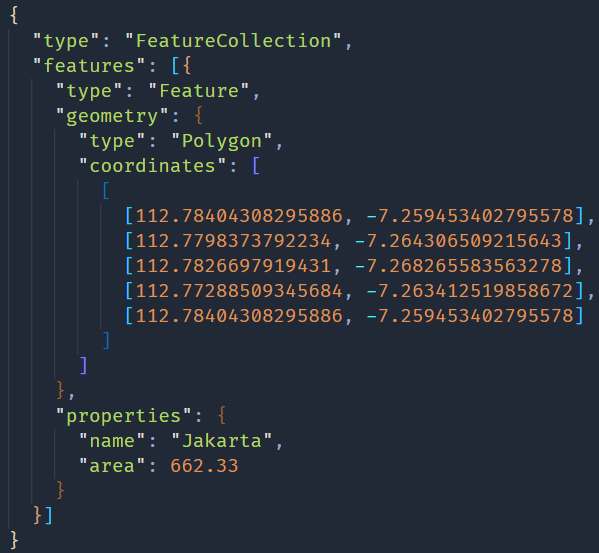 {
  "type": "FeatureCollection",
  "features": [{
    "type": "Feature",
    "geometry": {
      "type": "Polygon",
      "coordinates": [
        [
          [112.78404308295886, -7.259453402795578],
          [112.7798373792234, -7.264306509215643],
          [112.7826697919431, -7.268265583563278],
          [112.77288509345684, -7.263412519858672],
          [112.78404308295886, -7.259453402795578]
        ]
      ]
    },
    "properties": {
      "name": "Jakarta",
      "area": 662.33
    }
  }]
}